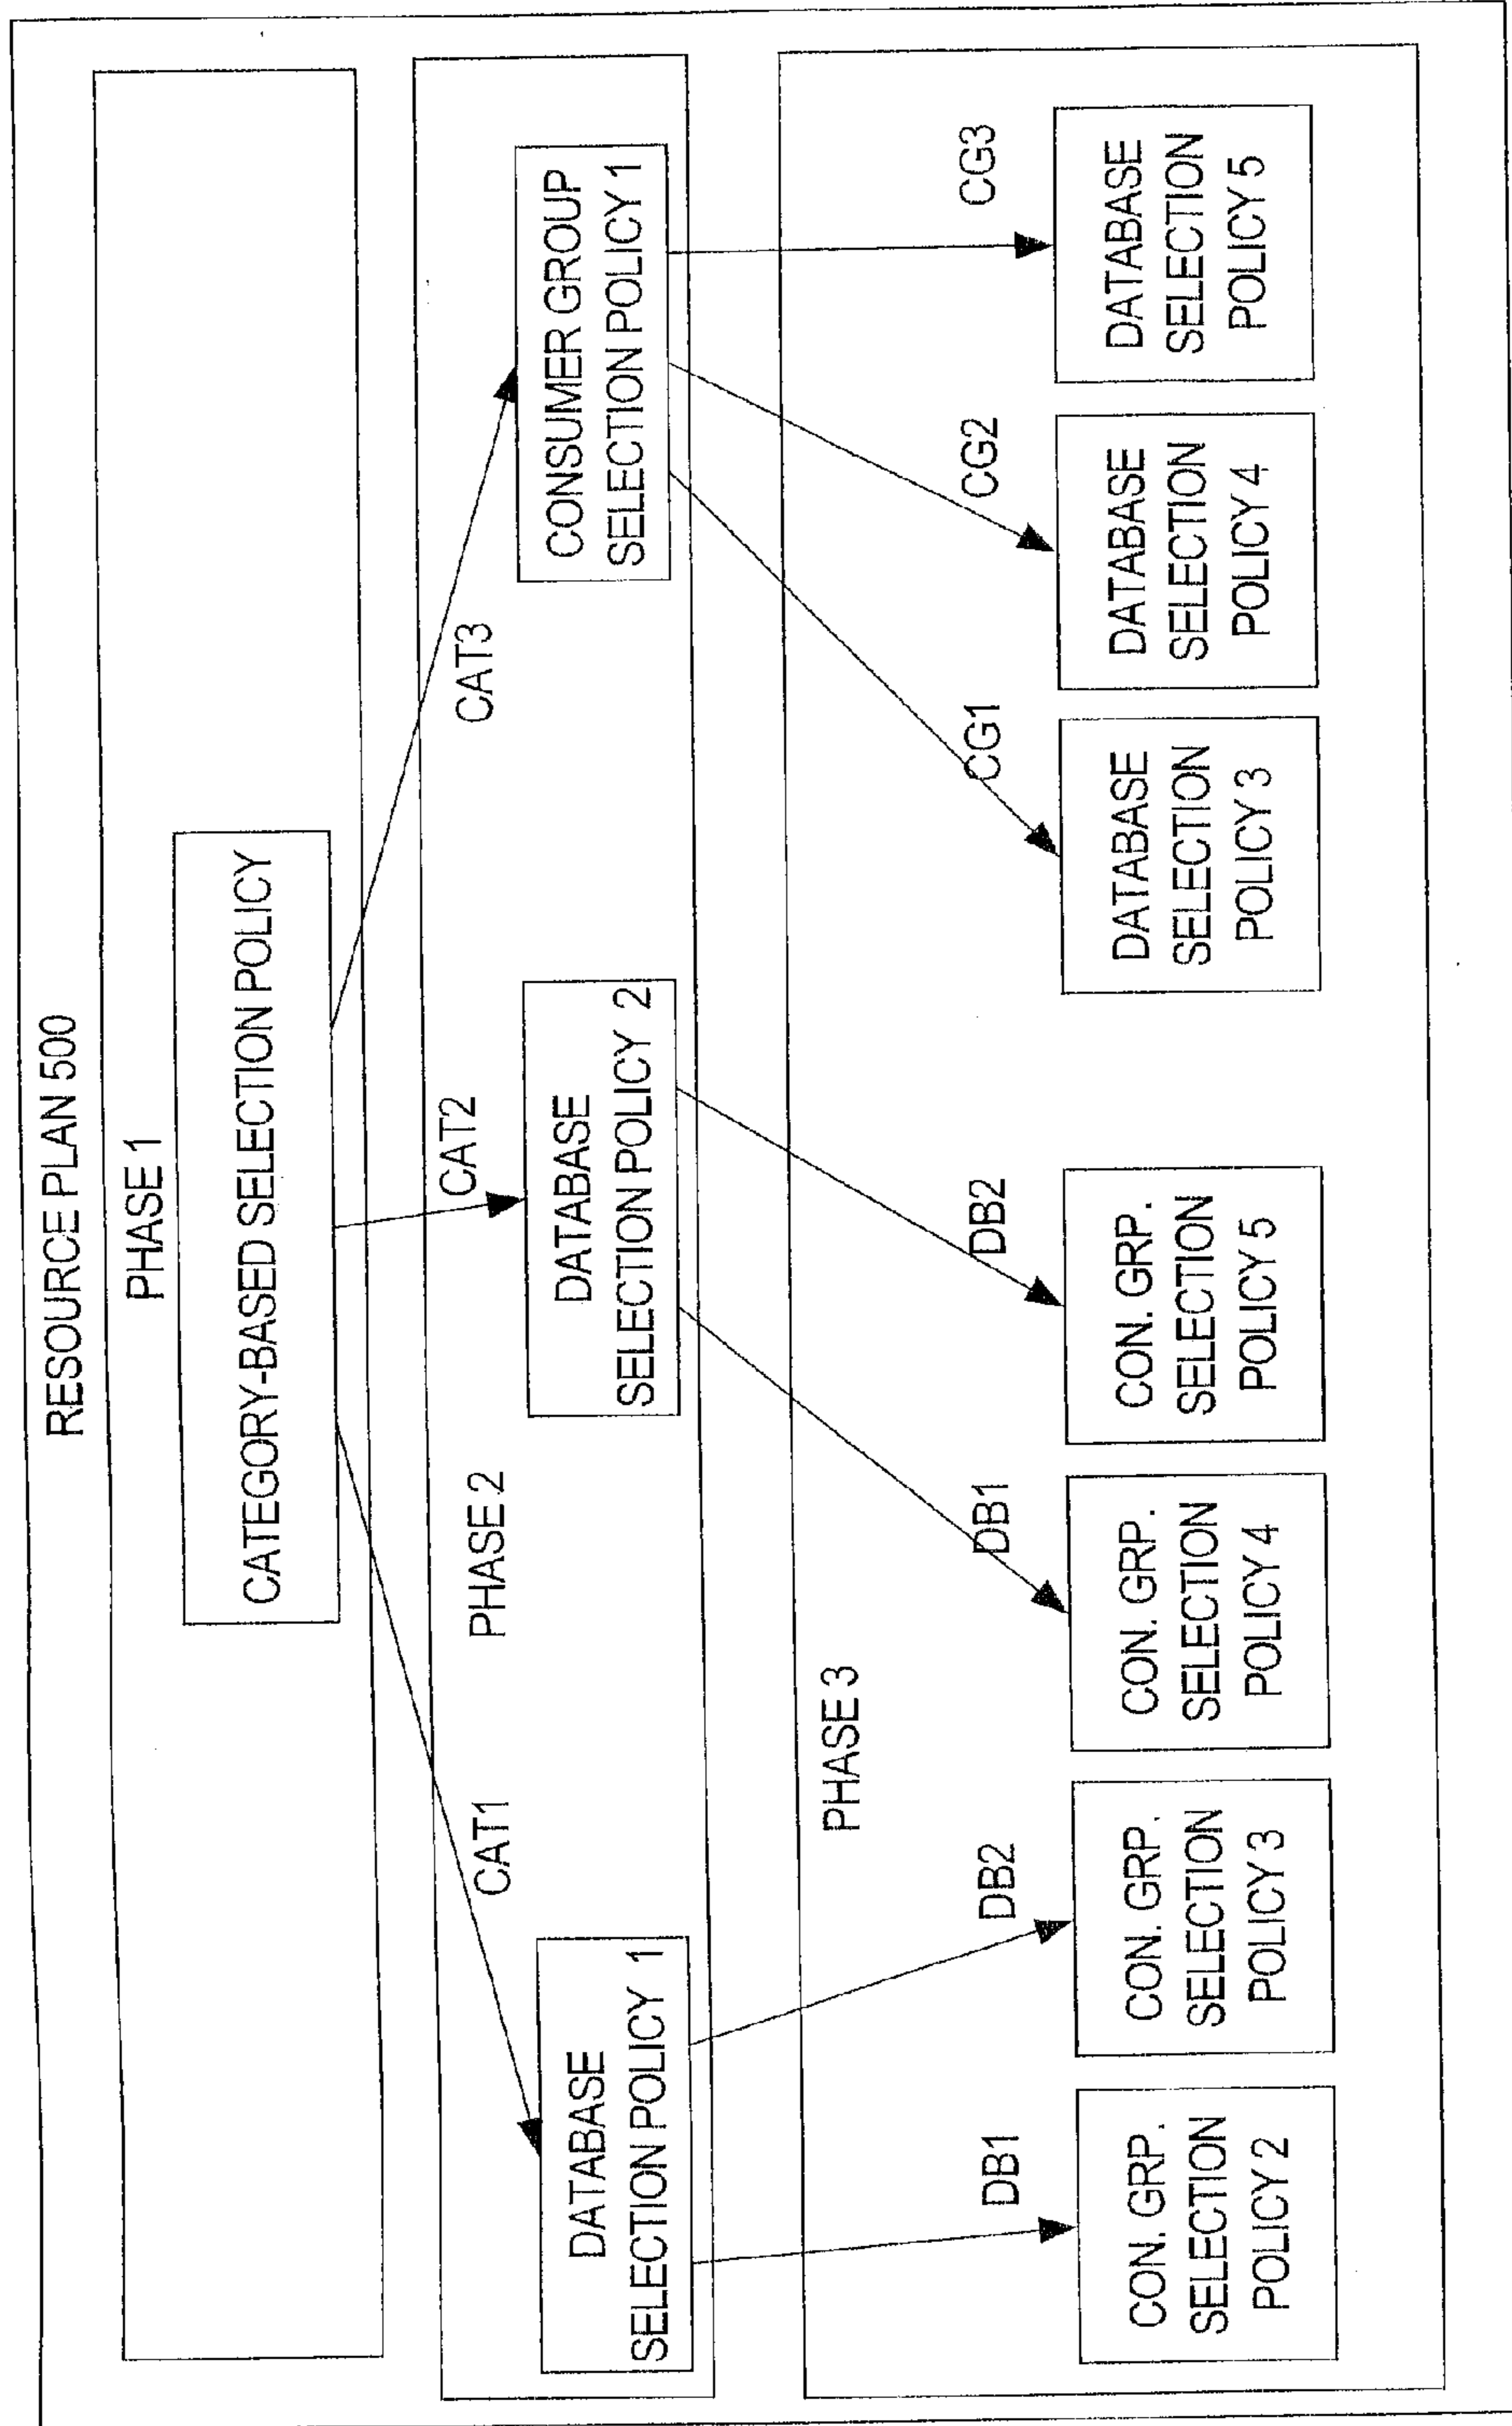 RESOURCE PLAN 500
PHASE 1
CATEGORY-BASED SELECTION POLICY
CAT1
PHASE 2
CAT2
CAT3
DATABASE
SELECTION POLICY 1
DATABASE
SELECTION POLICY 2
CONSUMER GROUP
SELECTION POLICY 1
PHASE 3
DB1
DB2
DB1
DB2
CG1
CG2
CG3
CON. GRP.
SELECTION
POLICY 2
CON. GRP.
SELECTION
POLICY 3
CON. GRP.
SELECTION
POLICY 4
CON. GRP.
SELECTION
POLICY 5
DATABASE
SELECTION
POLICY 3
DATABASE
SELECTION
POLICY 4
DATABASE
SELECTION
POLICY 5